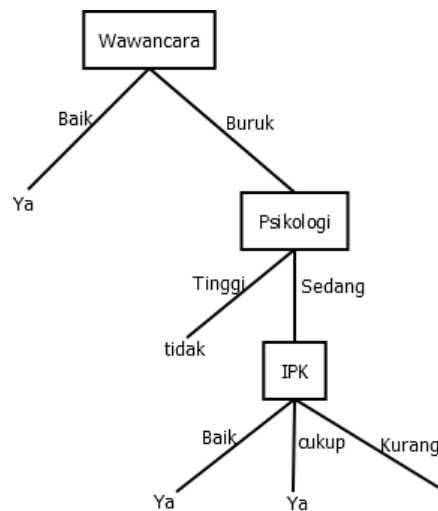 Wawancara
Baik
Buruk
Ya
Psikologi
Tinggi
Sedang
tidak
IPK
Baik
cukup
Kurang
Ya
Ya